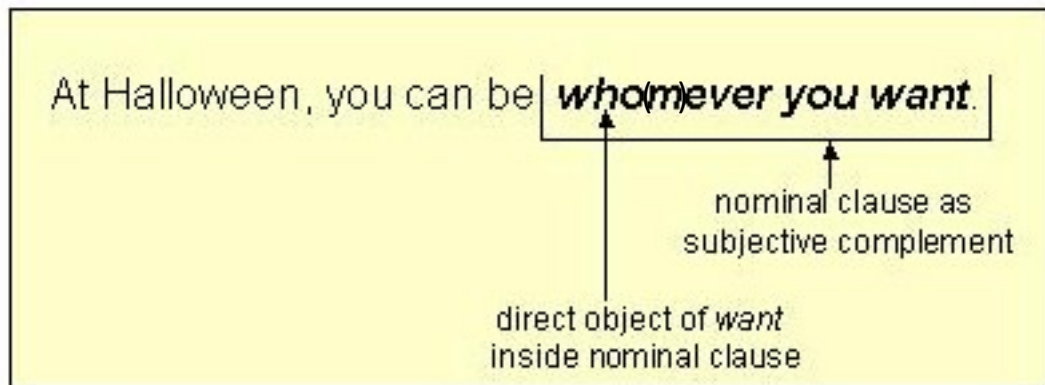 At Halloween, you can be who(m)ever you want.
nominal clause as
subjective complement
direct object of want
inside nominal clause